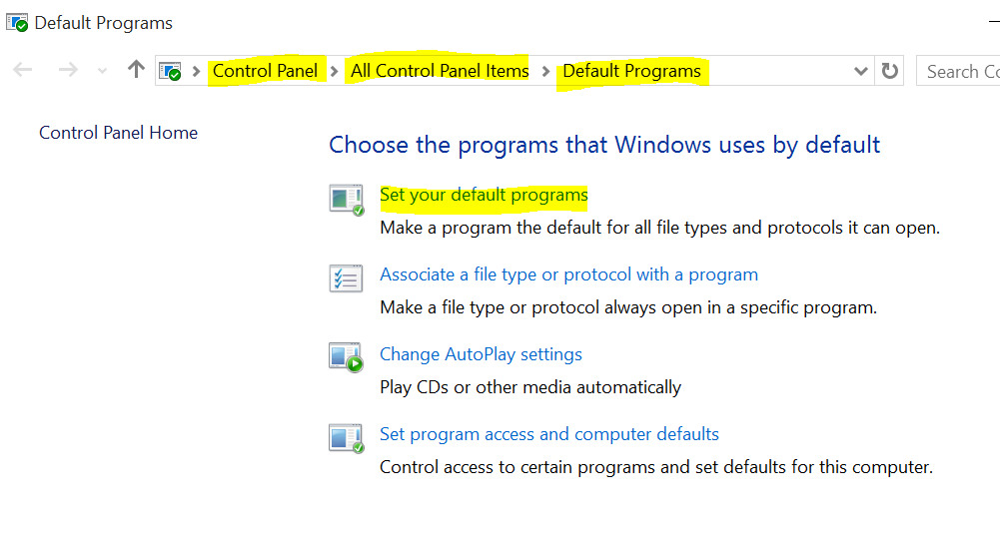 Default Programs
Control Panel > All Control Panel Items > Default Programs
Search Co
Control Panel Home
Choose the programs that Windows uses by default
Set your default programs
Make a program the default for all file types and protocols it can open.
Associate a file type or protocol with a program
Make a file type or protocol always open in a specific program.
Change AutoPlay settings
Play CDs or other media automatically
Set program access and computer defaults
Control access to certain programs and set defaults for this computer.